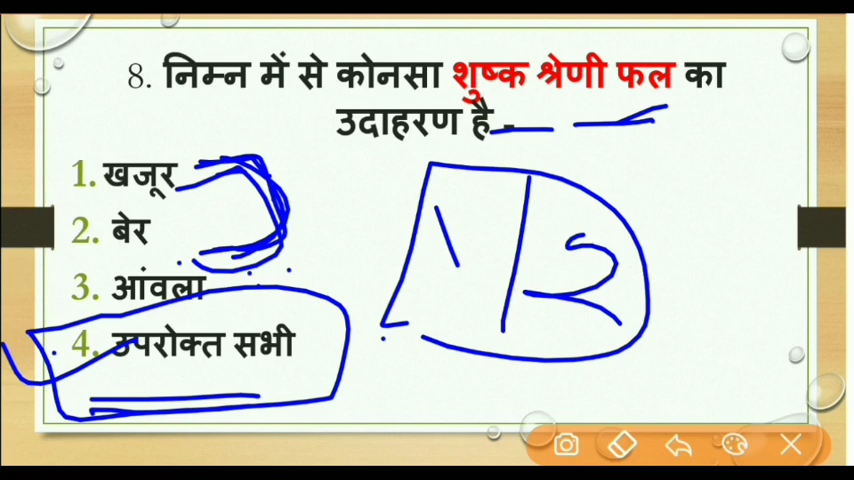 8. निम्न में से कोनसा शुष्क श्रेणी फल का
उदाहरण है -
1. खजूर
2. बेर
3. आंवला
4. उपरोक्त सभी